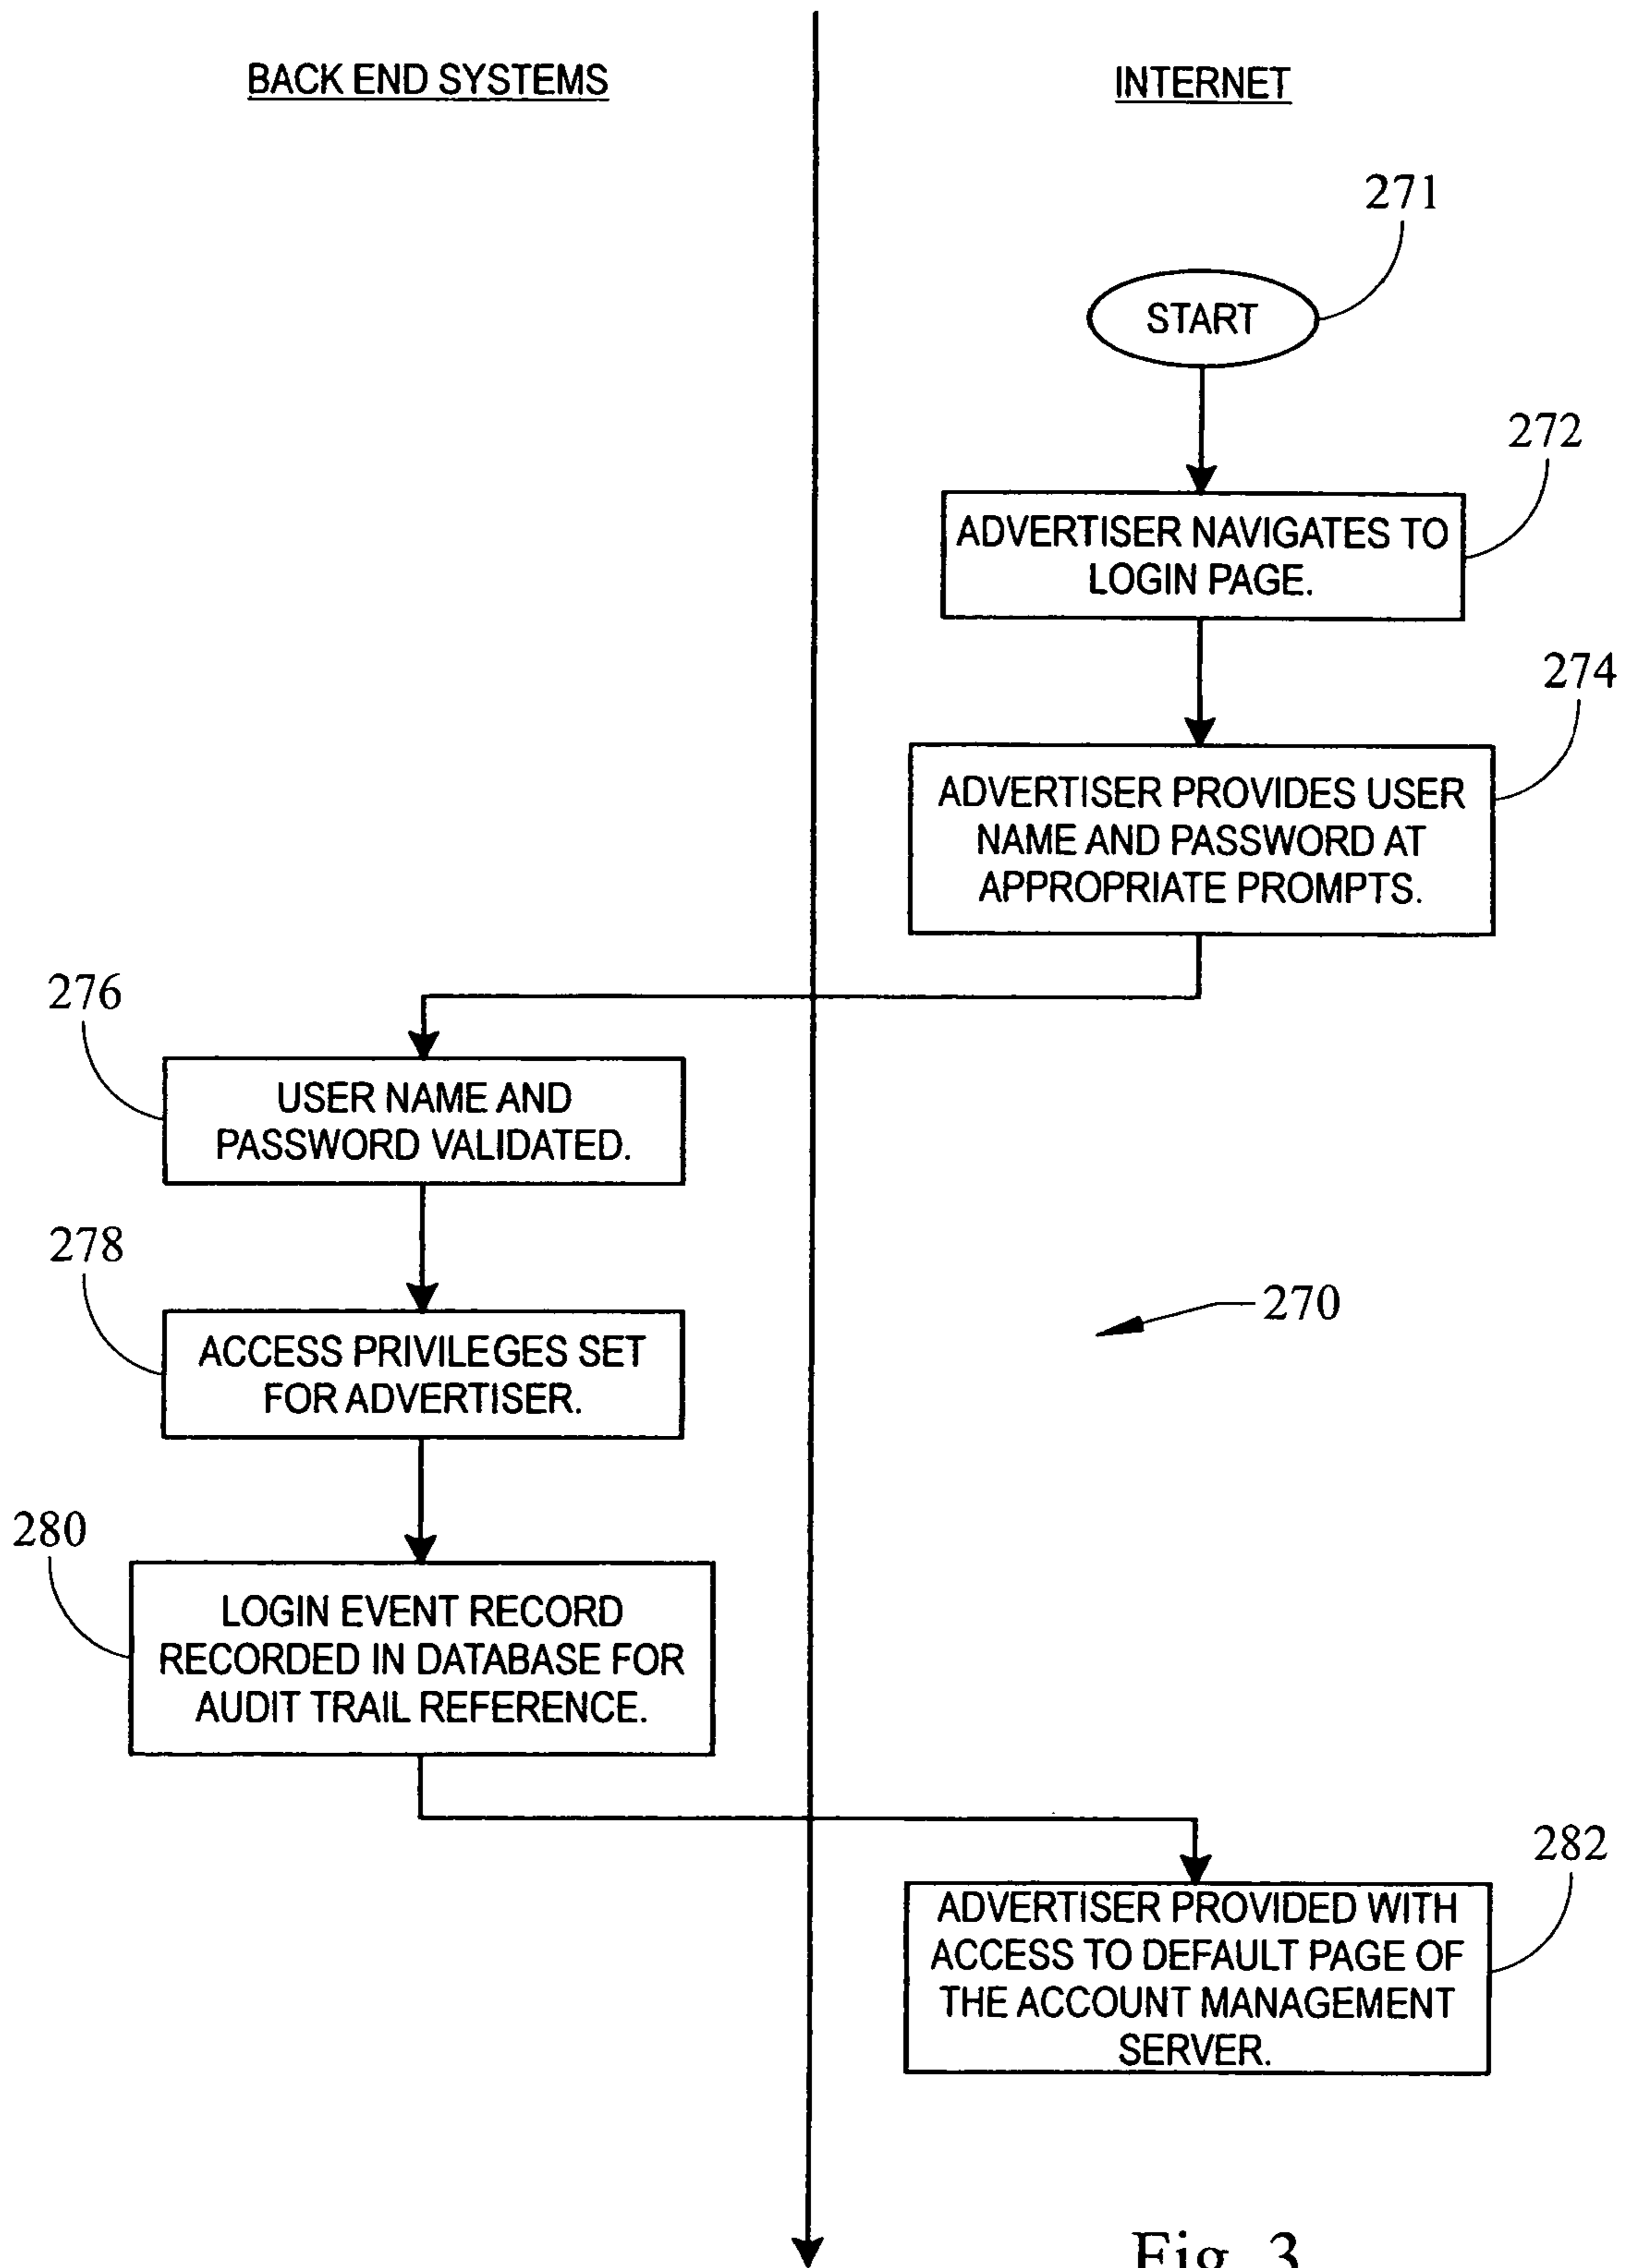 BACK END SYSTEMS
INTERNET
271
START
272
ADVERTISER NAVIGATES TO
LOGIN PAGE.
274
ADVERTISER PROVIDES USER
NAME AND PASSWORD AT
APPROPRIATE PROMPTS.
276
USER NAME AND
PASSWORD VALIDATED.
278
270
ACCESS PRIVILEGES SET
FOR ADVERTISER.
280
LOGIN EVENT RECORD
RECORDED IN DATABASE FOR
AUDIT TRAIL REFERENCE.
282
ADVERTISER PROVIDED WITH
ACCESS TO DEFAULT PAGE OF
THE ACCOUNT MANAGEMENT
SERVER.
Fig. 3